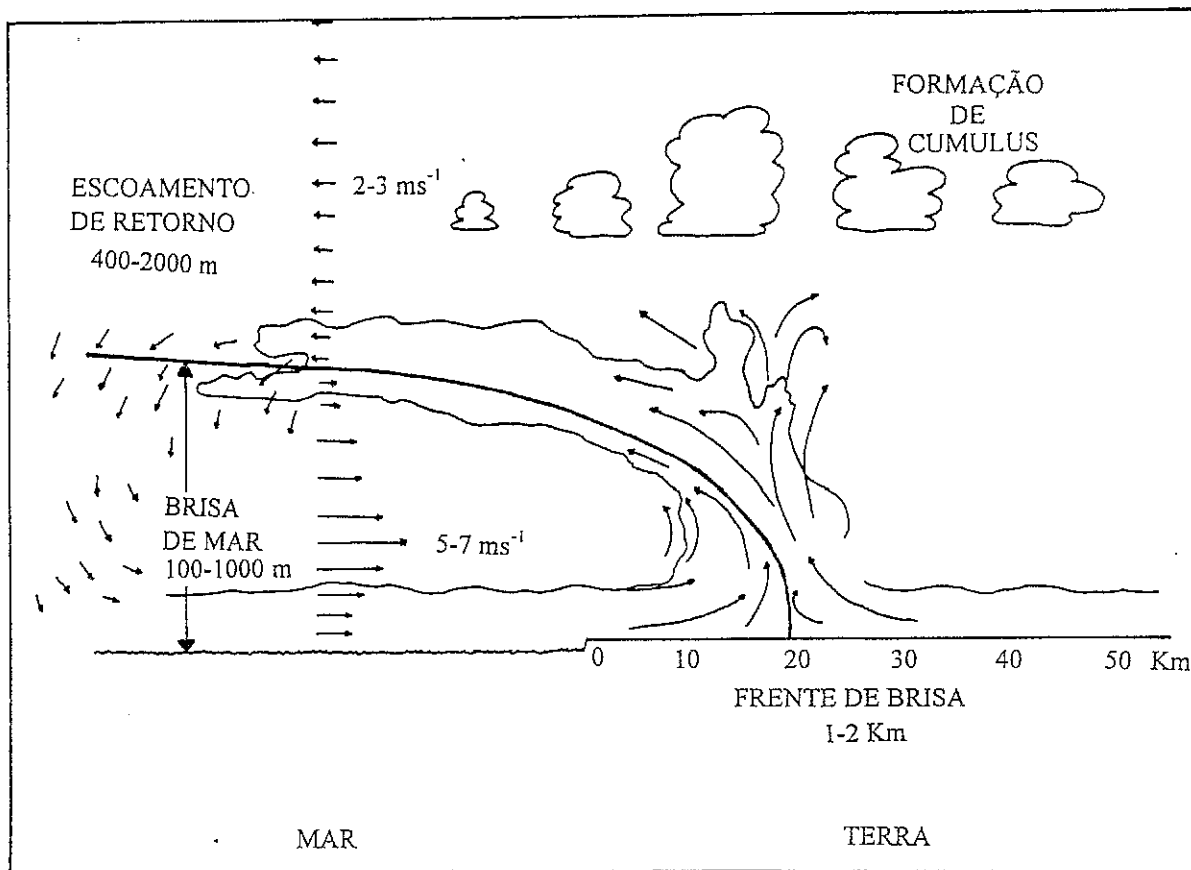 FORMAÇÃO
DE
CUMULUS
ESCOAMENTO
DE RETORNO
400-2000 m
2-3 ms⁻¹
BRISA
DE MAR
100-1000 m
5-7 ms⁻¹
0 10 20 30 40 50 Km
FRENTE DE BRISA
1-2 Km
MAR
TERRA